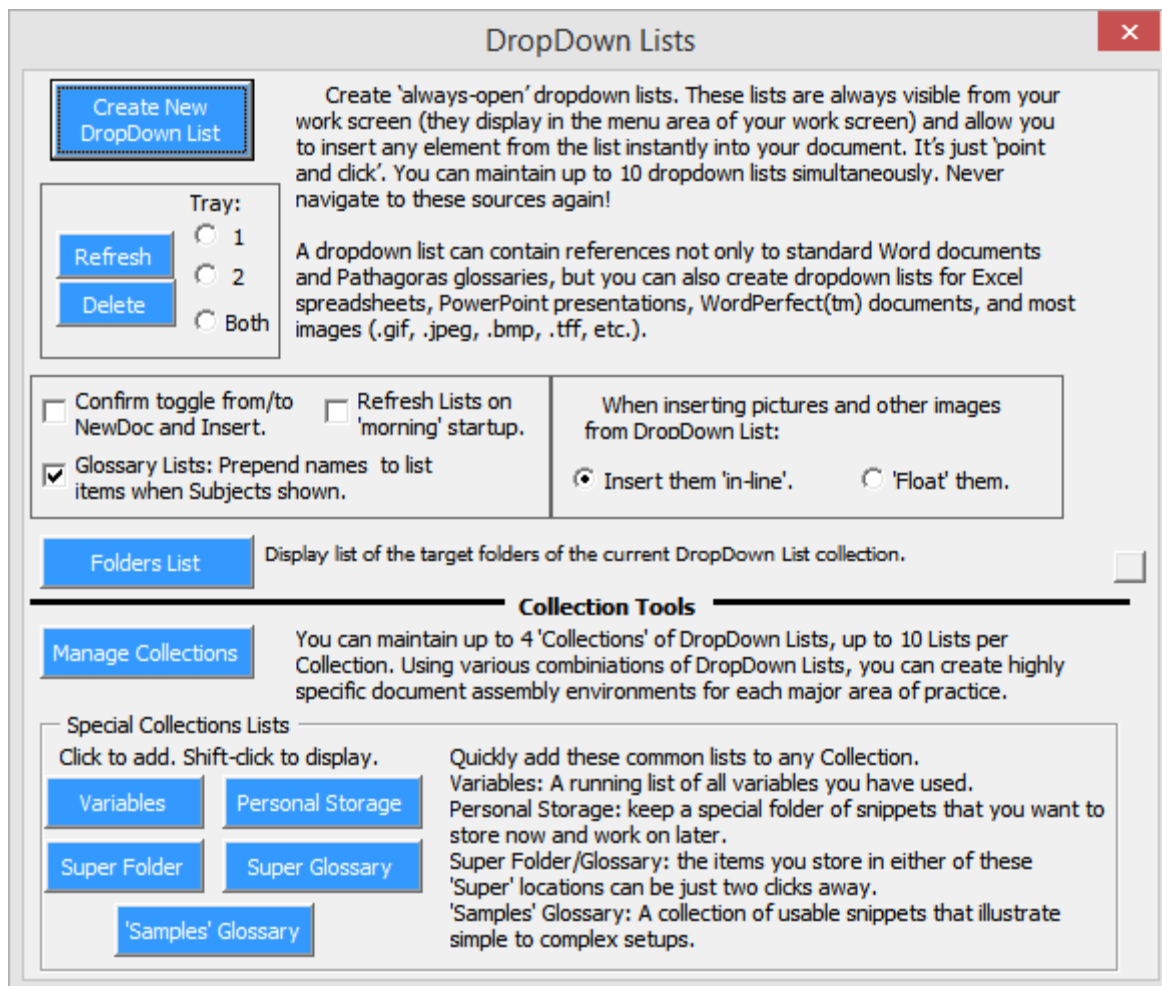 DropDown Lists
Create New
DropDown List
Create 'always-open' dropdown lists. These lists are always visible from your
work screen (they display in the menu area of your work screen) and allow you
to insert any element from the list instantly into your document. It's just 'point
and click'. You can maintain up to 10 dropdown lists simultaneously. Never
navigate to these sources again!
Tray:
1
Refresh
2
Delete
Both
A dropdown list can contain references not only to standard Word documents
and Pathagoras glossaries, but you can also create dropdown lists for Excel
spreadsheets, PowerPoint presentations, WordPerfect(tm) documents, and most
images (.gif, .jpeg, .bmp, .tff, etc.).
Confirm toggle from/to
NewDoc and Insert.
Refresh Lists on
'morning' startup.
Glossary Lists: Prepend names to list
items when Subjects shown.
When inserting pictures and other images
from DropDown List:
Insert them 'in-line'.
'Float' them.
Folders List
Display list of the target folders of the current DropDown List collection.
Collection Tools
Manage Collections
You can maintain up to 4 'Collections' of DropDown Lists, up to 10 Lists per
Collection. Using various combiniations of DropDown Lists, you can create highly
specific document assembly environments for each major area of practice.
Special Collections Lists
Click to add. Shift-click to display.
Variables
Personal Storage
Super Folder
Super Glossary
'Samples' Glossary
Quickly add these common lists to any Collection.
Variables: A running list of all variables you have used.
Personal Storage: keep a special folder of snippets that you want to
store now and work on later.
Super Folder/Glossary: the items you store in either of these
'Super' locations can be just two clicks away.
'Samples' Glossary: A collection of usable snippets that illustrate
simple to complex setups.